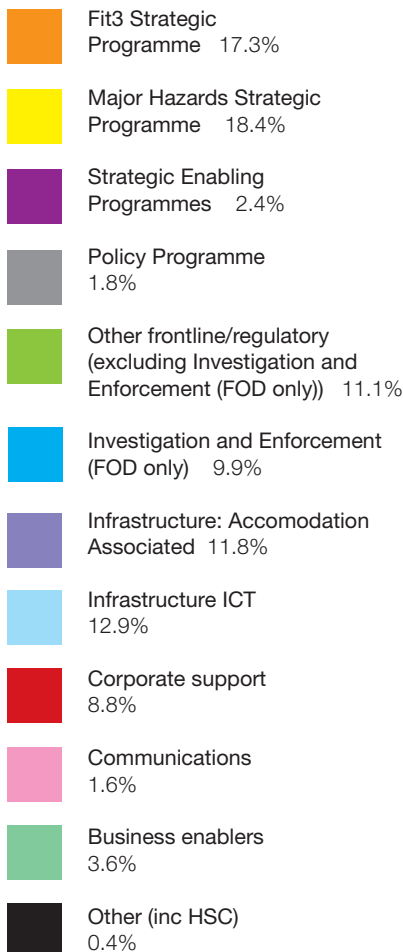 Fit3 Strategic
Programme 17.3%
Major Hazards Strategic
Programme 18.4%
Strategic Enabling
Programmes 2.4%
Policy Programme
1.8%
Other frontline/regulatory
(excluding Investigation and
Enforcement (FOD only)) 11.1%
Investigation and Enforcement
(FOD only) 9.9%
Infrastructure: Accomodation
Associated 11.8%
Infrastructure ICT
12.9%
Corporate support
8.8%
Communications
1.6%
Business enablers
3.6%
Other (inc HSC)
0.4%